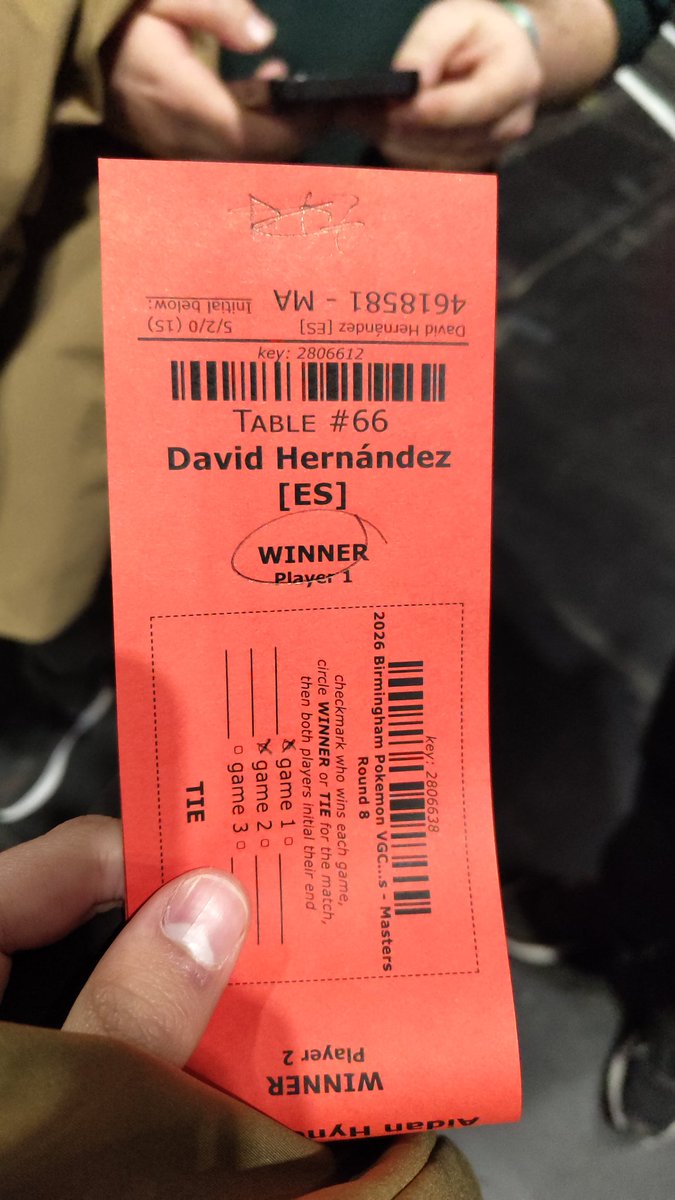 4618581 - MA
Initial below:
David Hernández [ES]
5/2/0 (15)
key: 2806612
TABLE #66
David Hernández
[ES]
WINNER
Player 1
key: 2806638
2026 Birmingham Pokemon VGC...s - Masters
Round 8
checkmark who wins each game,
circle WINNER or TIE for the match,
then both players initial their end
game 1
game 2
game 3
TIE
Player 2
WINNER
Aidan